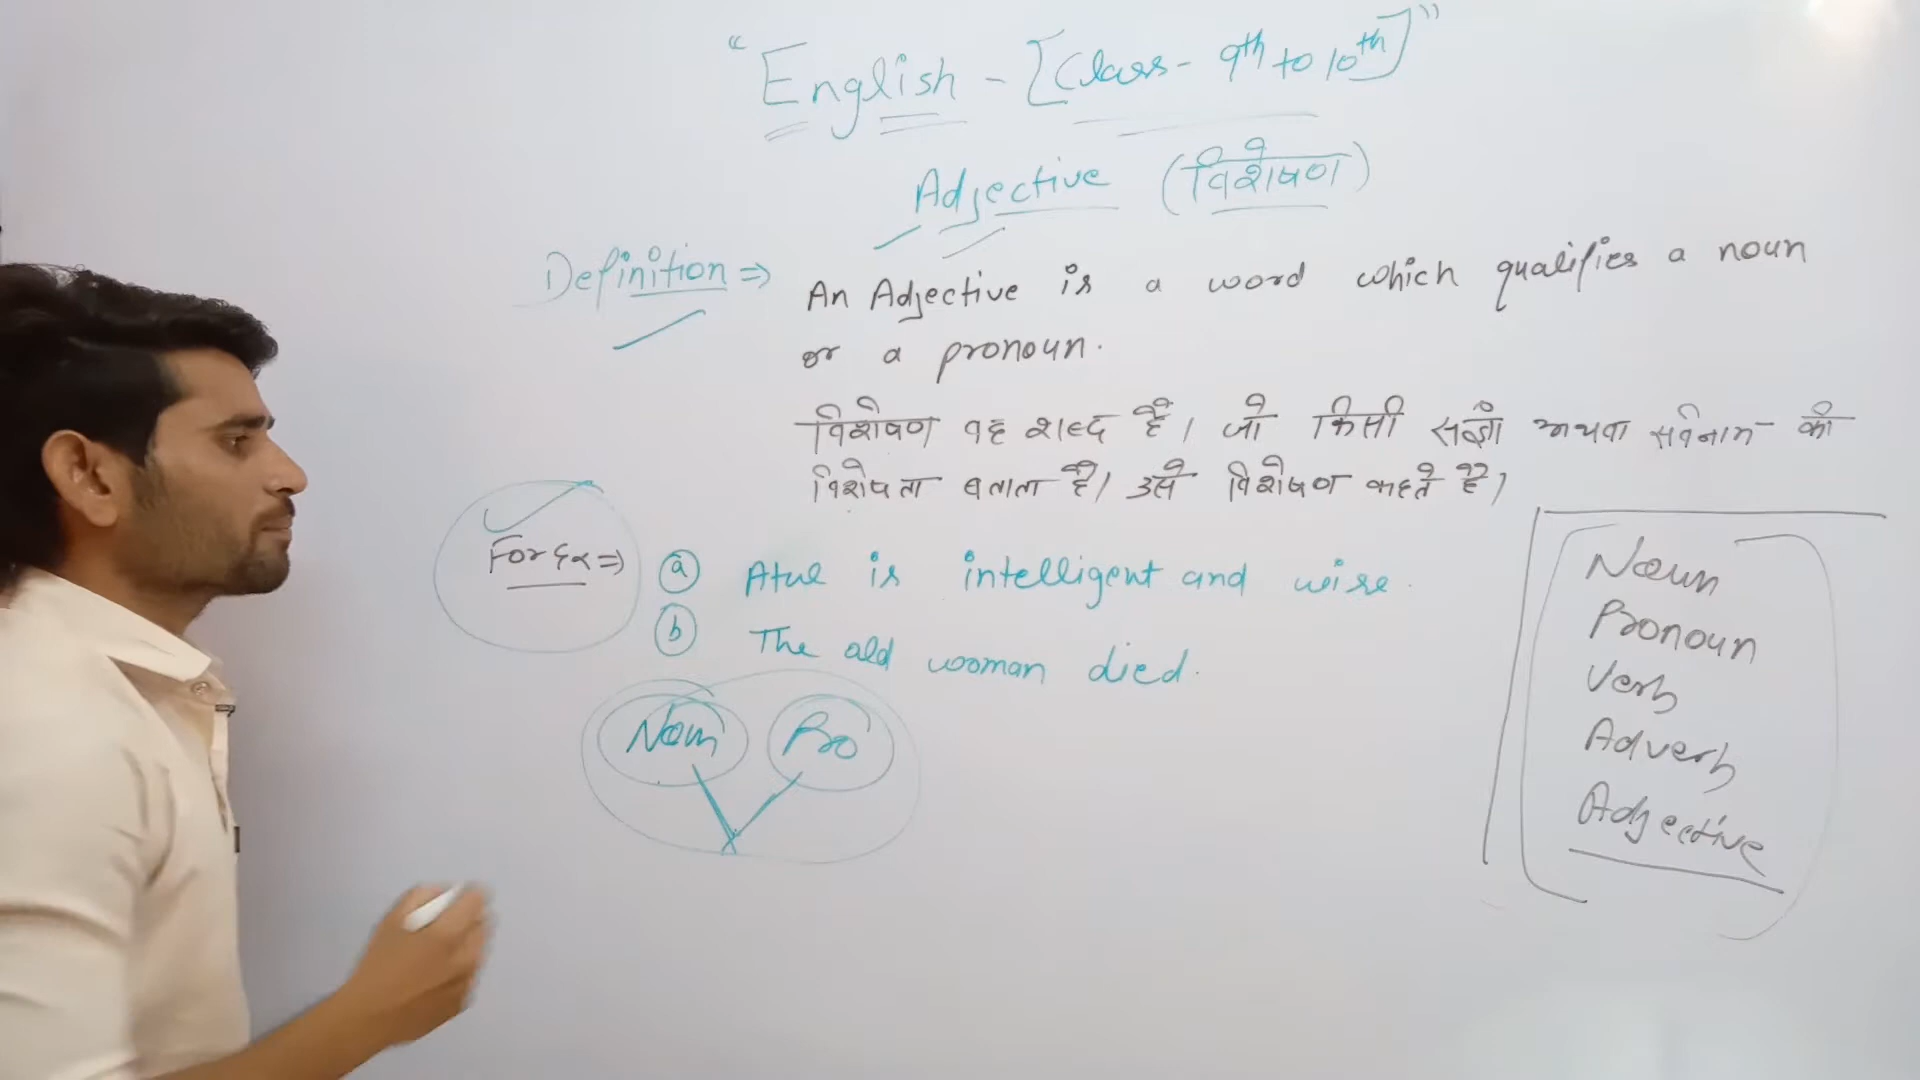 "English - [Class - 9th to 10th]"
Adjective (विशेषण)
Definition ⇒ An Adjective is a word which qualifies a noun
or a pronoun.
विशेषण वह शब्द है। जो किसी संज्ञा अथवा सर्वनाम की
विशेषता बताता है। उसे विशेषण कहते है।
For Ex ⇒ (a) Atul is intelligent and wise.
(b) The old woman died.
Noun Pro
Noun
Pronoun
Verb
Adverb
Adjective